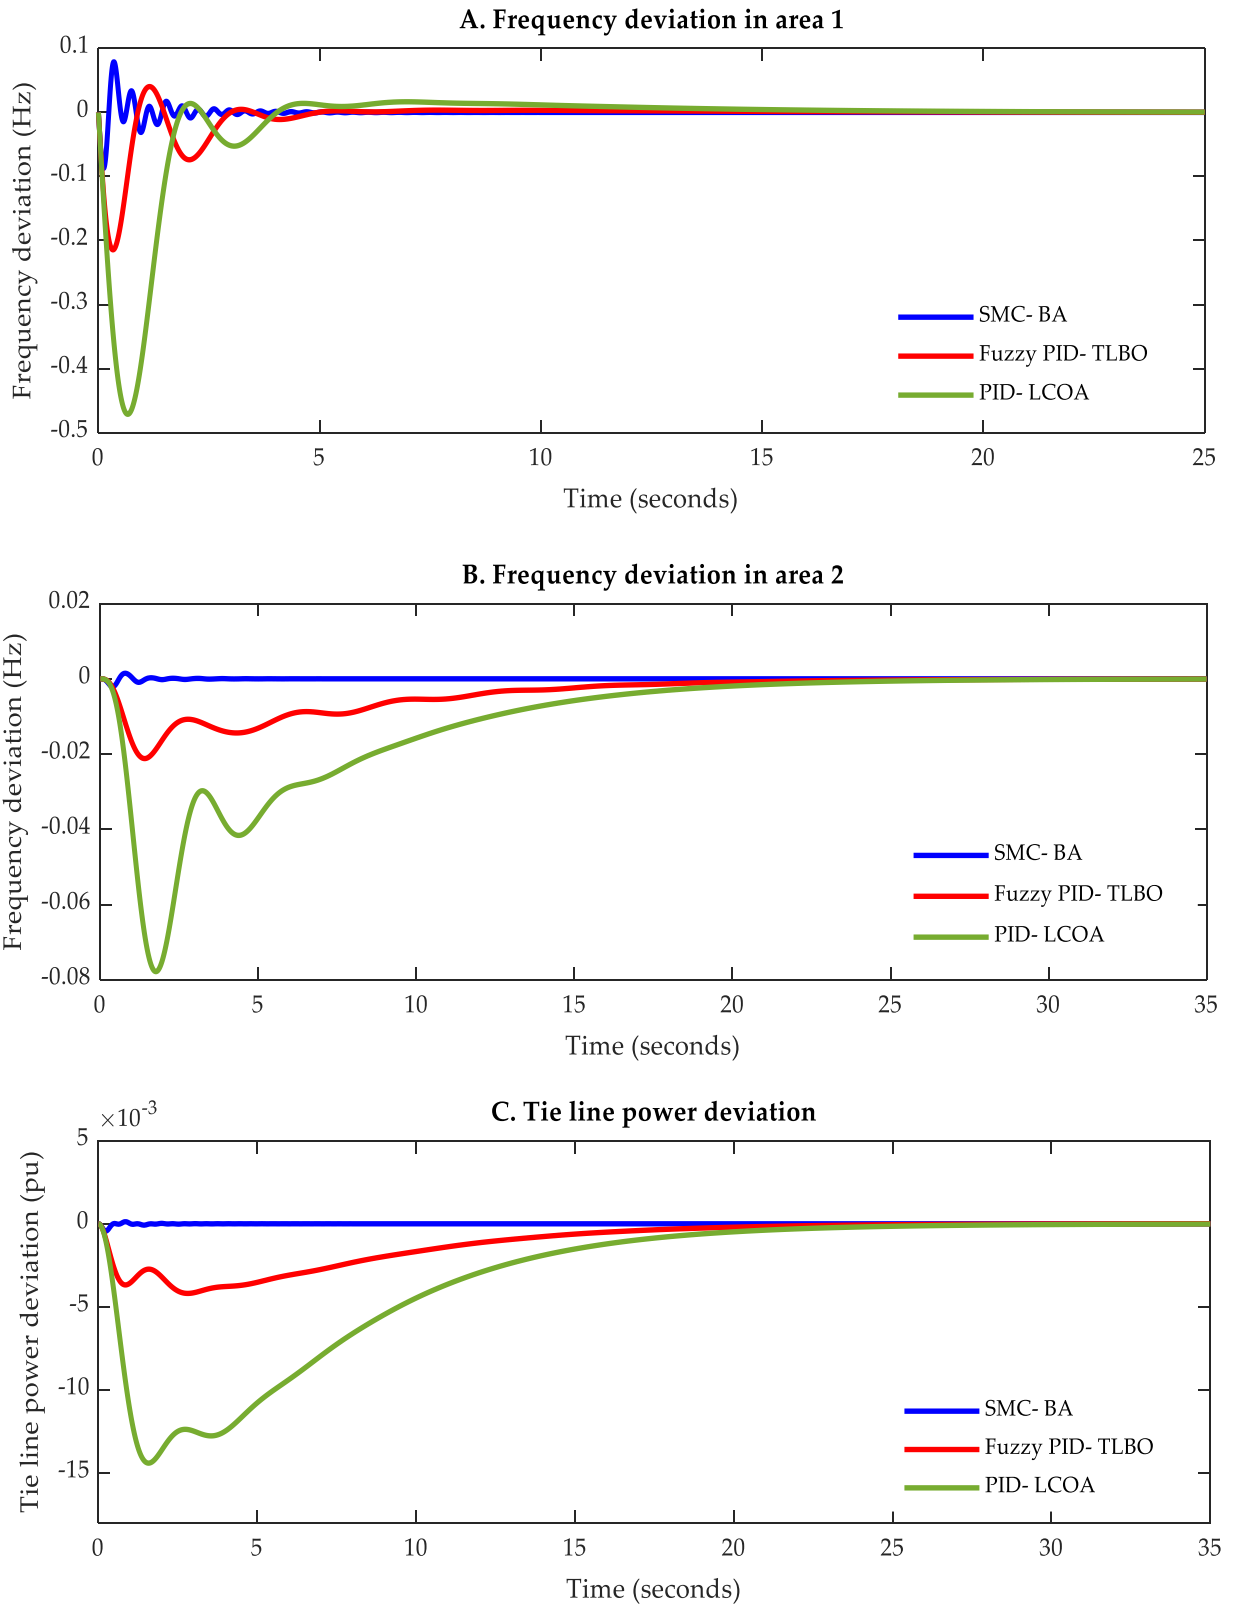 A. Frequency deviation in area 1
Frequency deviation (Hz)
0.1
0
-0.1
-0.2
-0.3
-0.4
-0.5
SMC- BA
Fuzzy PID- TLBO
PID- LCOA
0 5 10 15 20 25
Time (seconds)
B. Frequency deviation in area 2
Frequency deviation (Hz)
0.02
0
-0.02
-0.04
-0.06
-0.08
SMC- BA
Fuzzy PID- TLBO
PID- LCOA
0 5 10 15 20 25 30 35
Time (seconds)
C. Tie line power deviation
×10-3
Tie line power deviation (pu)
5
0
-5
-10
-15
SMC- BA
Fuzzy PID- TLBO
PID- LCOA
0 5 10 15 20 25 30 35
Time (seconds)